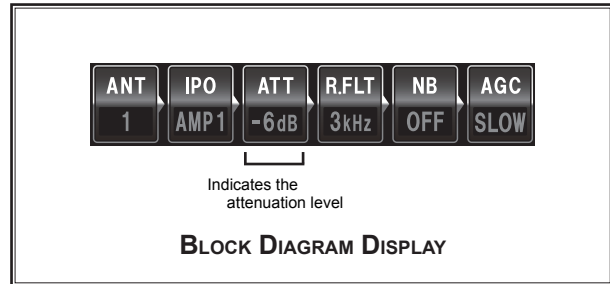 ANT IPO ATT R.FLT NB AGC
1 AMP1 -6dB 3kHz OFF SLOW
Indicates the
attenuation level
BLOCK DIAGRAM DISPLAY